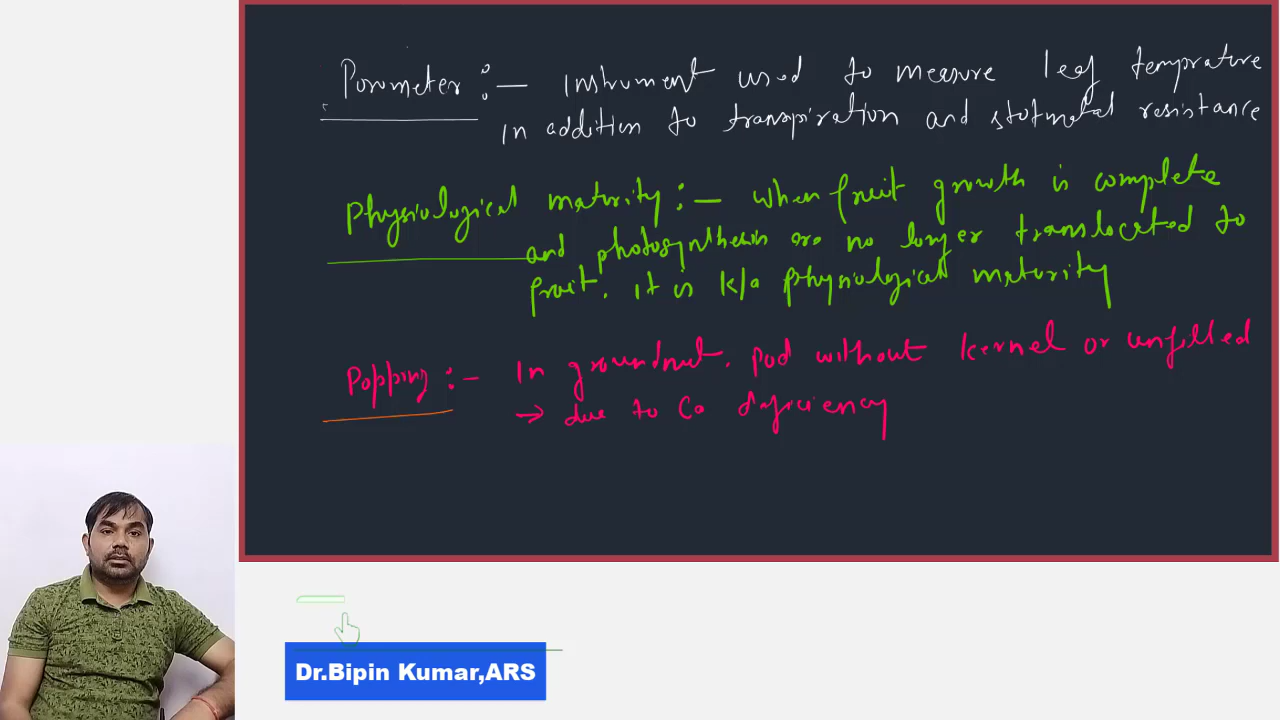 Porometer :– Instrument used to measure leaf temprature
In addition to transpiration and stotmetal resistance
Physiological maturity :– when fruit growth is complete
and photosynthesis are no longer translocated to
fruit. It is k/a physiological maturity
Popping :– In groundnut. pod without kernel or unfilled
→ due to Ca deficiency
Dr.Bipin Kumar,ARS